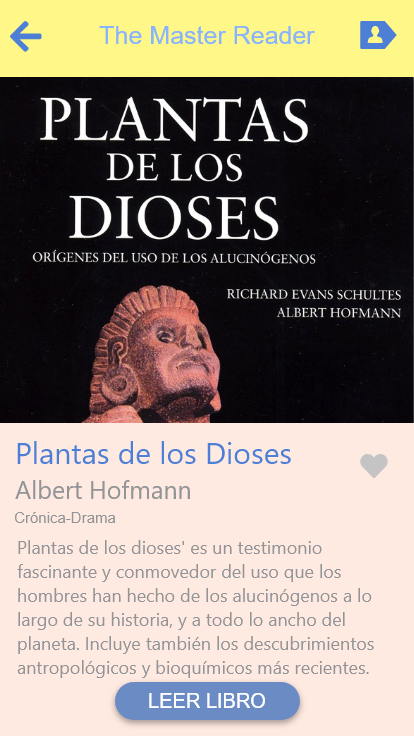 The Master Reader
PLANTAS
DE LOS
DIOSES
ORÍGENES DEL USO DE LOS ALUCINÓGENOS
RICHARD EVANS SCHULTES
ALBERT HOFMANN
Plantas de los Dioses
Albert Hofmann
Crónica-Drama
Plantas de los dioses' es un testimonio
fascinante y conmovedor del uso que los
hombres han hecho de los alucinógenos a lo
largo de su historia, y a todo lo ancho del
planeta. Incluye también los descubrimientos
antropológicos y bioquímicos más recientes.
LEER LIBRO